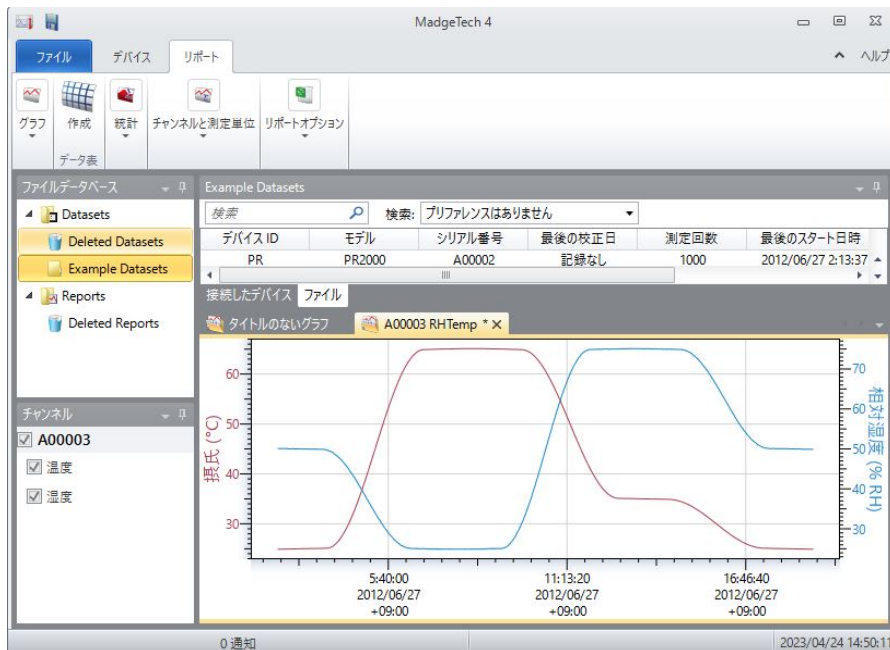 MadgeTech 4
ファイル デバイス リポート ヘルプ
グラフ 作成 統計 チャンネルと測定単位 リポートオプション
データ表
ファイルデータベース
Datasets
Deleted Datasets
Example Datasets
Reports
Deleted Reports
チャンネル
A00003
温度
湿度
Example Datasets
検索 検索: プリファレンスはありません
デバイス ID モデル シリアル番号 最後の校正日 測定回数 最後のスタート日時
PR PR2000 A00002 記録なし 1000 2012/06/27 2:13:37
接続したデバイス ファイル
タイトルのないグラフ A00003 RHTemp *
摂氏 (°C)
60
50
40
30
相対湿度 (% RH)
70
60
50
40
30
5:40:00
2012/06/27
+09:00
11:13:20
2012/06/27
+09:00
16:46:40
2012/06/27
+09:00
0 通知 2023/04/24 14:50:11